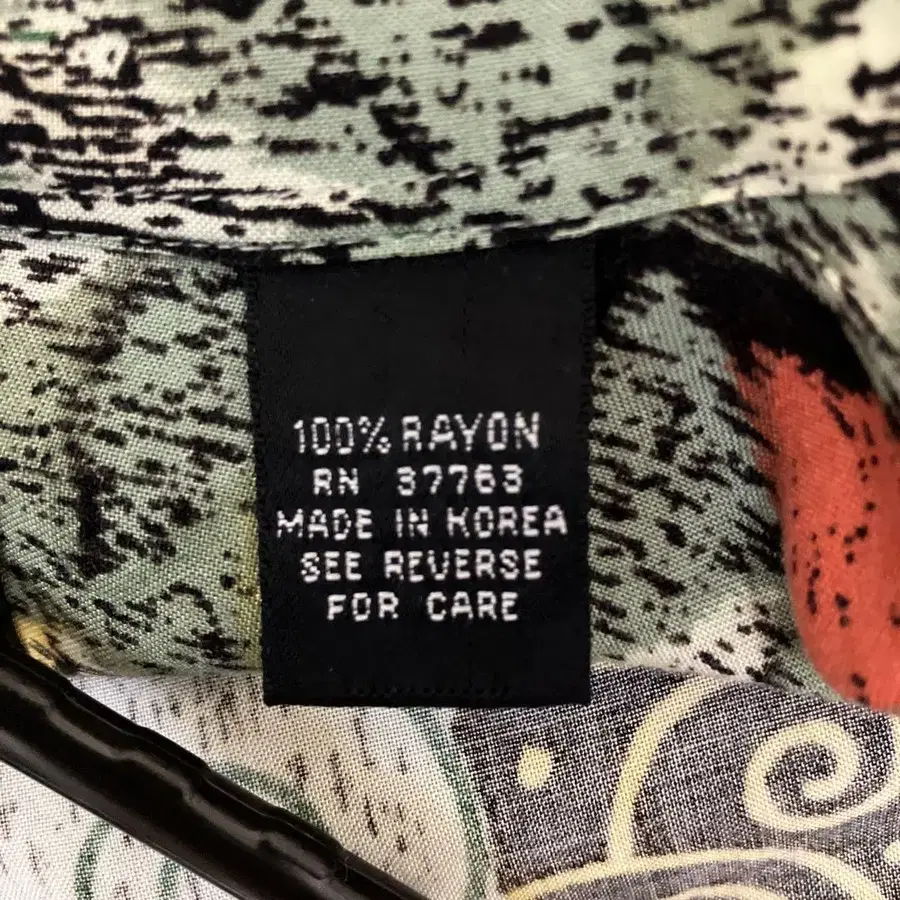 100% RAYON
RN 37763
MADE IN KOREA
SEE REVERSE
FOR CARE